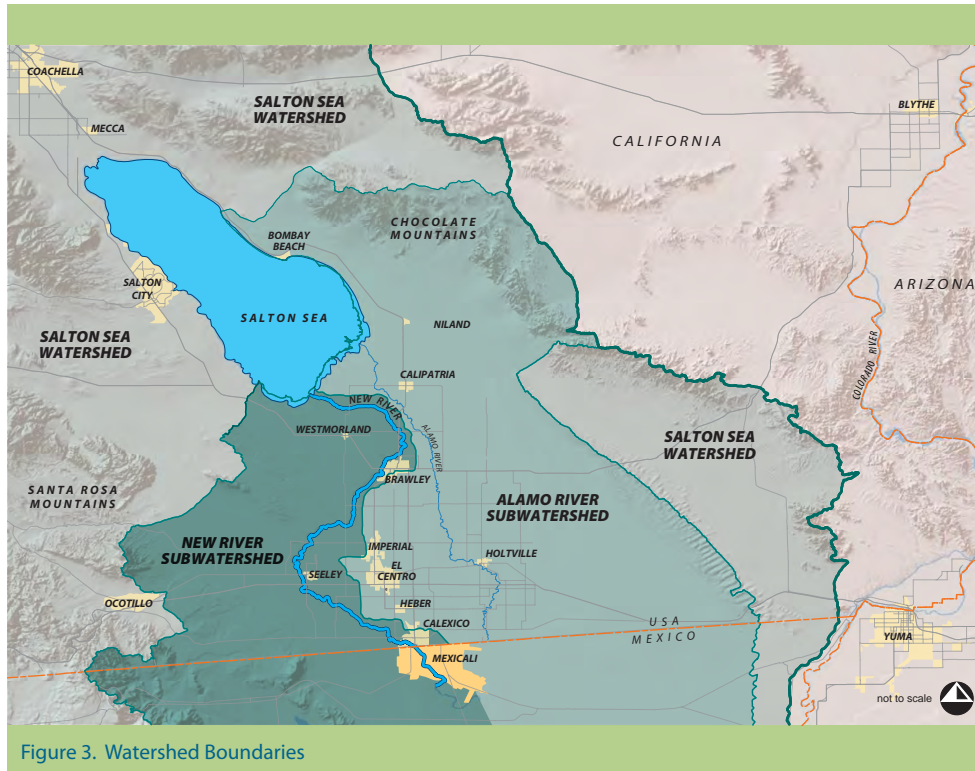 COACHELLA
MECCA
SALTON SEA
WATERSHED
CALIFORNIA
BLYTHE
CHOCOLATE
MOUNTAINS
BOMBAY
BEACH
ARIZONA
SALTON
CITY
SALTON SEA
NILAND
SALTON SEA
WATERSHED
COLORADO RIVER
CALIPATRIA
NEW RIVER
WESTMORLAND
ALAMO RIVER
SALTON SEA
WATERSHED
BRAWLEY
SANTA ROSA
MOUNTAINS
ALAMO RIVER
SUBWATERSHED
NEW RIVER
SUBWATERSHED
IMPERIAL
HOLTVILLE
EL
CENTRO
SEELEY
OCOTILLO
HEBER
CALEXICO
USA
MEXICO
YUMA
MEXICALI
not to scale
Figure 3. Watershed Boundaries